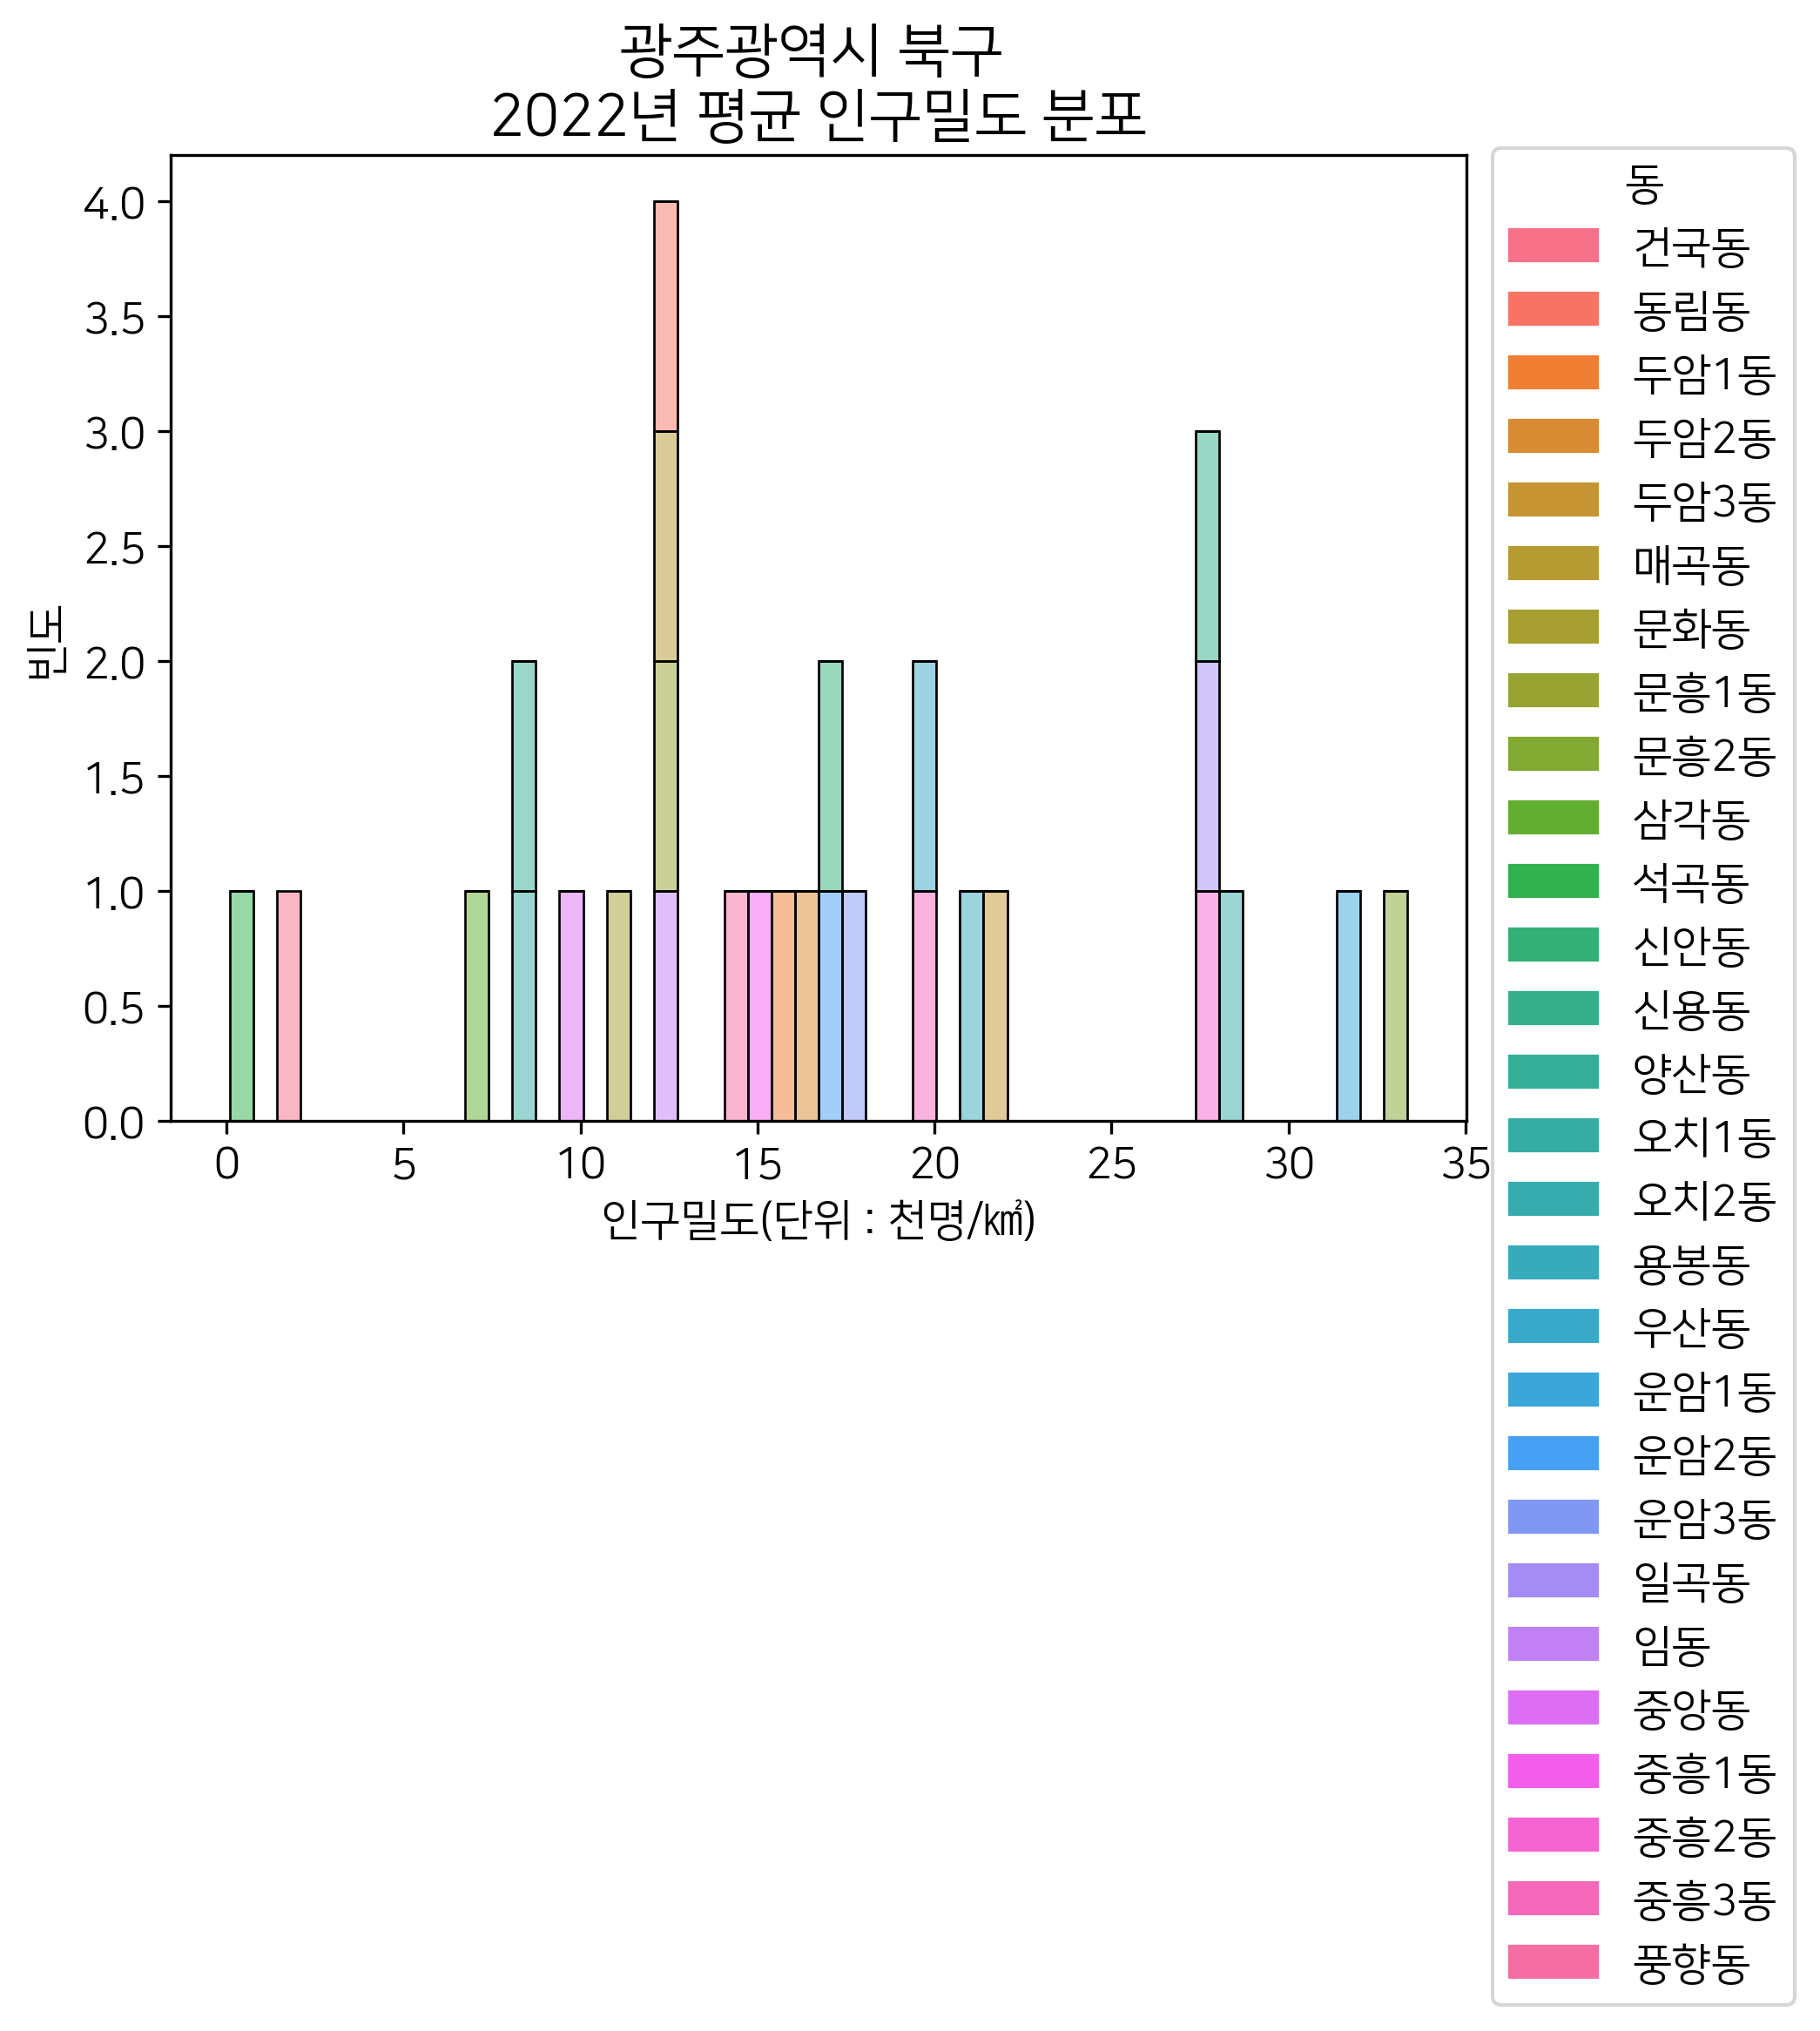 광주광역시 북구
2022년 평균 인구밀도 분포
4.0
3.5
3.0
2.5
2.0
1.5
1.0
0.5
0.0
빈도
0 5 10 15 20 25 30 35
인구밀도(단위 : 천명/㎢)
동
건국동
동림동
두암1동
두암2동
두암3동
매곡동
문화동
문흥1동
문흥2동
삼각동
석곡동
신안동
신용동
양산동
오치1동
오치2동
용봉동
우산동
운암1동
운암2동
운암3동
일곡동
임동
중앙동
중흥1동
중흥2동
중흥3동
풍향동